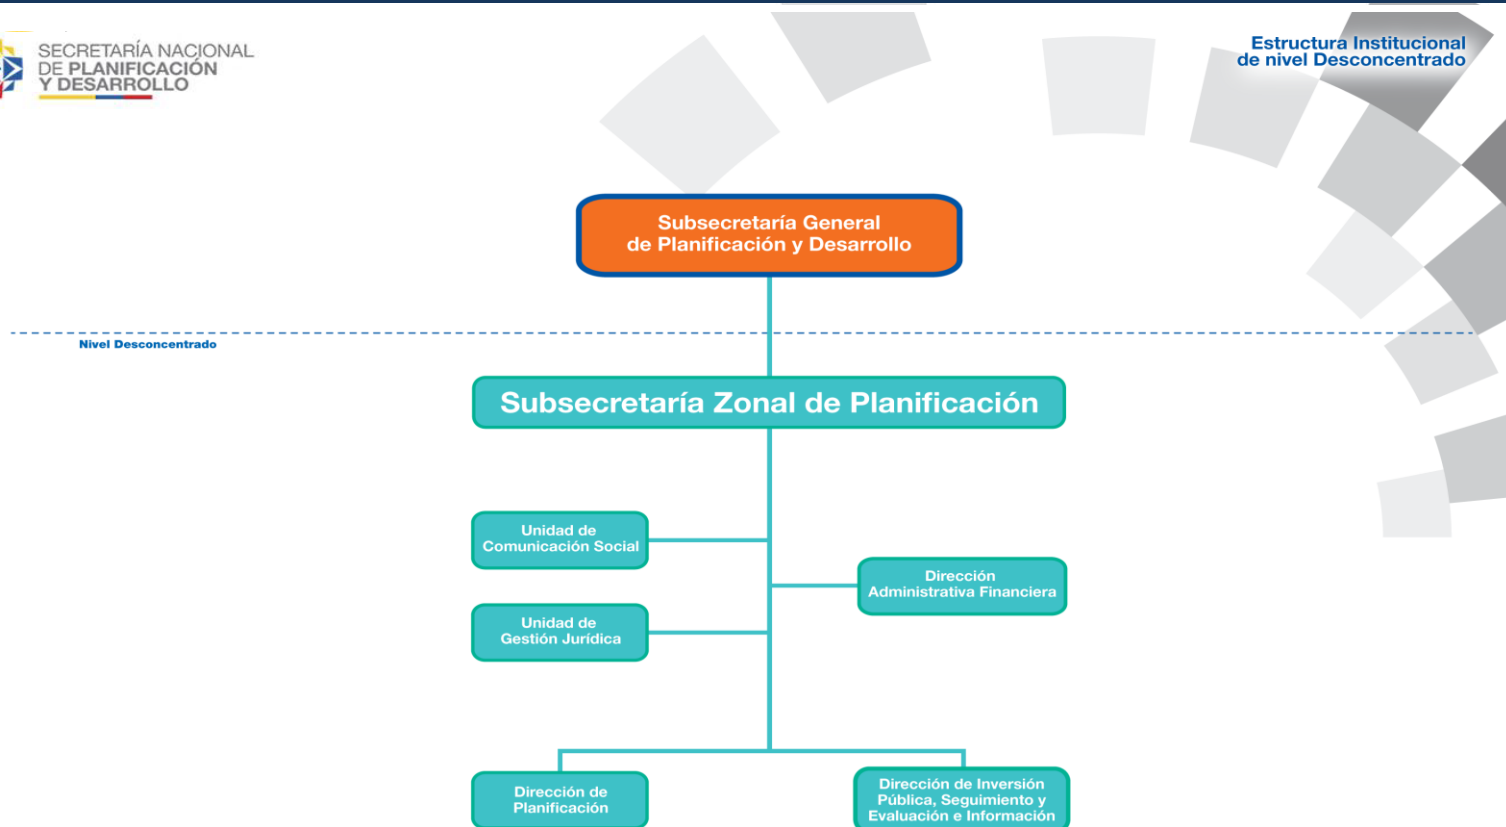 SECRETARÍA NACIONAL
DE PLANIFICACIÓN
Y DESARROLLO
Estructura Institucional
de nivel Desconcentrado
Subsecretaría General
de Planificación y Desarrollo
Nivel Desconcentrado
Subsecretaría Zonal de Planificación
Unidad de
Comunicación Social
Dirección
Administrativa Financiera
Unidad de
Gestión Jurídica
Dirección de
Planificación
Dirección de Inversión
Pública, Seguimiento y
Evaluación e Información